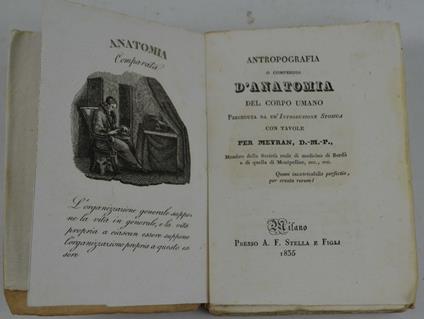 ANATOMIA
Comparata
L'organizzazione generale suppo-
ne la vita in generale, e la vita
propria a ciascun essere suppone
l'organizzazione propria a questo es-
sere
ANTROPOGRAFIA
O COMPENDIO
D'ANATOMIA
DEL CORPO UMANO
PRECEDUTA DA UN' INTRODUZIONE STORICA
CON TAVOLE
PER MEYRAN, D.-M.-P.,
Membro della Società reale di medicina di Bordò
e di quella di Montpellier, ecc., ecc.
Quam inenarrabilis perfectio,
per creata rerum!
Milano
PRESSO A. F. STELLA E FIGLI
1835